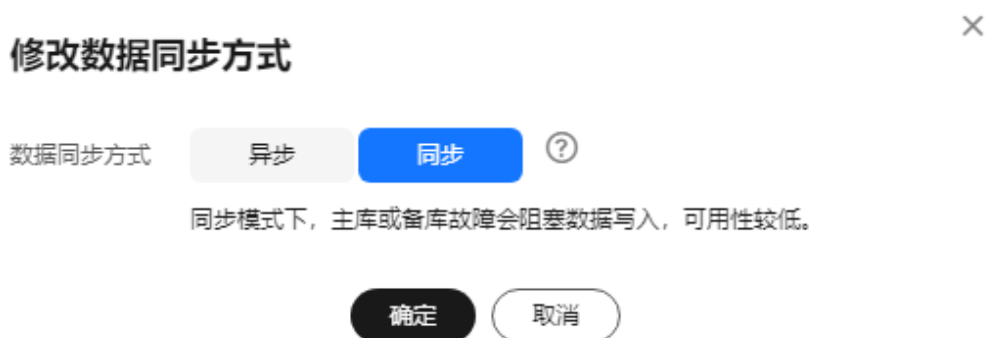 修改数据同步方式
数据同步方式 异步 同步 ?
同步模式下，主库或备库故障会阻塞数据写入，可用性较低。
确定 取消